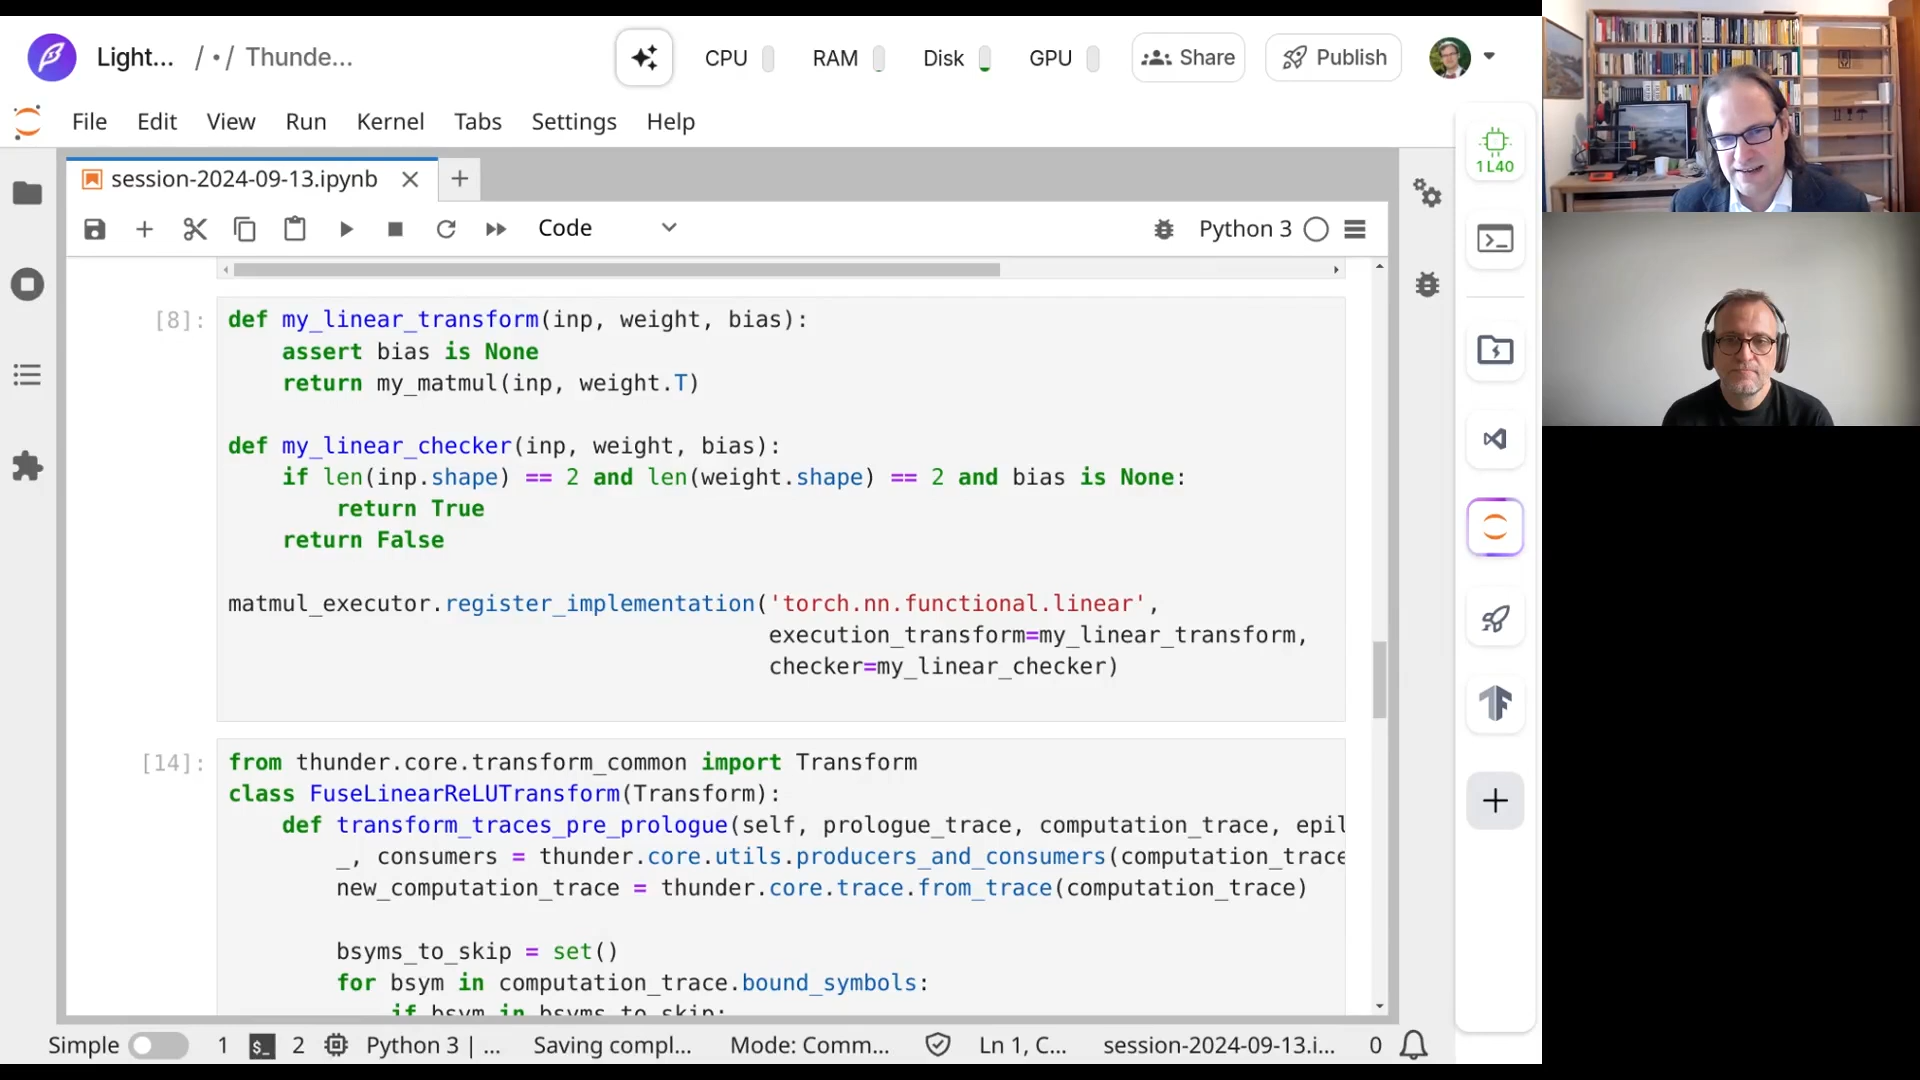 Light... / • / Thunde...
CPU RAM Disk GPU Share Publish
File Edit View Run Kernel Tabs Settings Help
1 L40
session-2024-09-13.ipynb
Code
Python 3
[8]:
def my_linear_transform(inp, weight, bias):
    assert bias is None
    return my_matmul(inp, weight.T)
def my_linear_checker(inp, weight, bias):
    if len(inp.shape) == 2 and len(weight.shape) == 2 and bias is None:
        return True
    return False
matmul_executor.register_implementation('torch.nn.functional.linear',
                                        execution_transform=my_linear_transform,
                                        checker=my_linear_checker)
[14]:
from thunder.core.transform_common import Transform
class FuseLinearReLUTransform(Transform):
    def transform_traces_pre_prologue(self, prologue_trace, computation_trace, epil
        _, consumers = thunder.core.utils.producers_and_consumers(computation_trace
        new_computation_trace = thunder.core.trace.from_trace(computation_trace)
        bsyms_to_skip = set()
        for bsym in computation_trace.bound_symbols:
            if bsym in bsyms_to_skip:
Simple 1 $_ 2 Python 3 | ... Saving compl... Mode: Comm... Ln 1, C... session-2024-09-13.i... 0